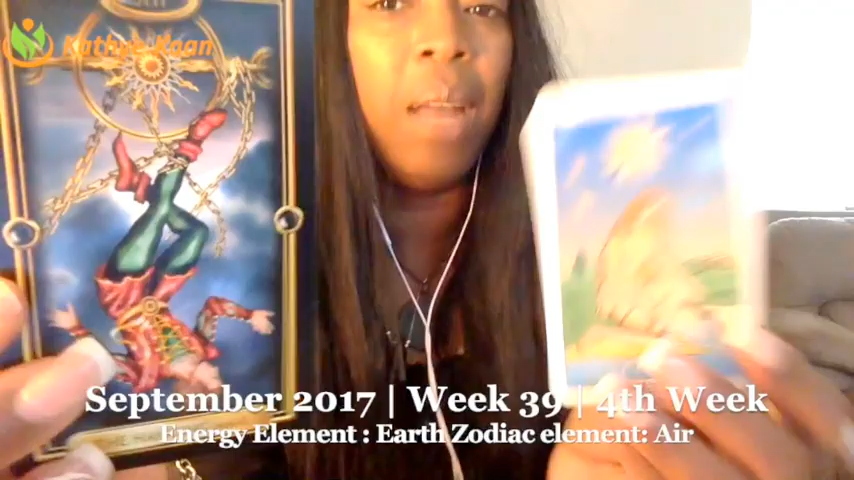 Kathye Kaan
September 2017 | Week 39 | 4th Week
Energy Element : Earth Zodiac element: Air